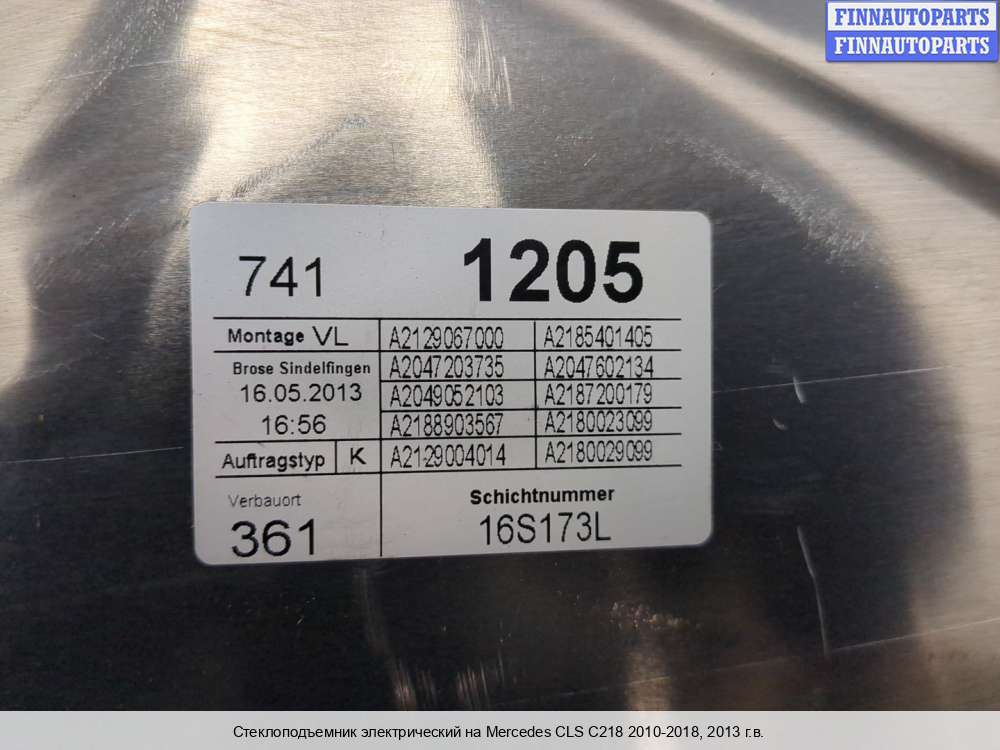 FINNAUTOPARTS
FINNAUTOPARTS
741 1205
Montage VL A2129067000 A2185401405
Brose Sindelfingen A2047203735 A2047602134
16.05.2013 A2049052103 A2187200179
16:56 A2188903567 A2180023099
Auftragstyp K A2129004014 A2180029099
Verbauort Schichtnummer
361 16S173L
Стеклоподъемник электрический на Mercedes CLS C218 2010-2018, 2013 г.в.